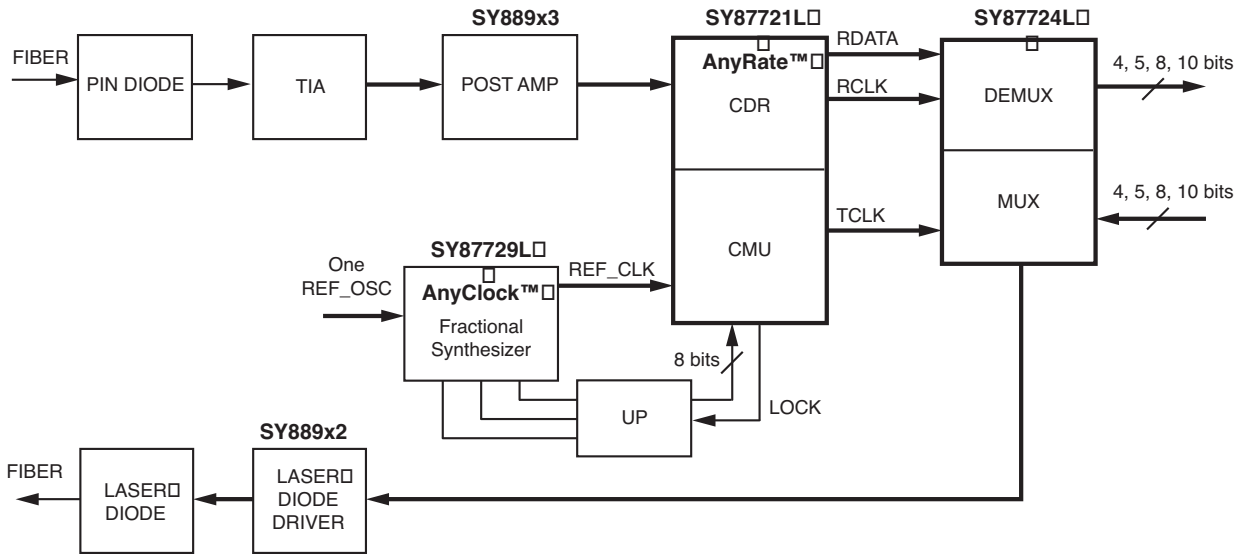 SY889x3
SY87721L□
SY87724L□
FIBER
PIN DIODE
TIA
POST AMP
AnyRate™□
CDR
CMU
RDATA
RCLK
TCLK
DEMUX
MUX
4, 5, 8, 10 bits
4, 5, 8, 10 bits
SY87729L□
One
REF_OSC
AnyClock™□
Fractional
Synthesizer
REF_CLK
8 bits
UP
LOCK
SY889x2
FIBER
LASER□
DIODE
LASER□
DIODE
DRIVER